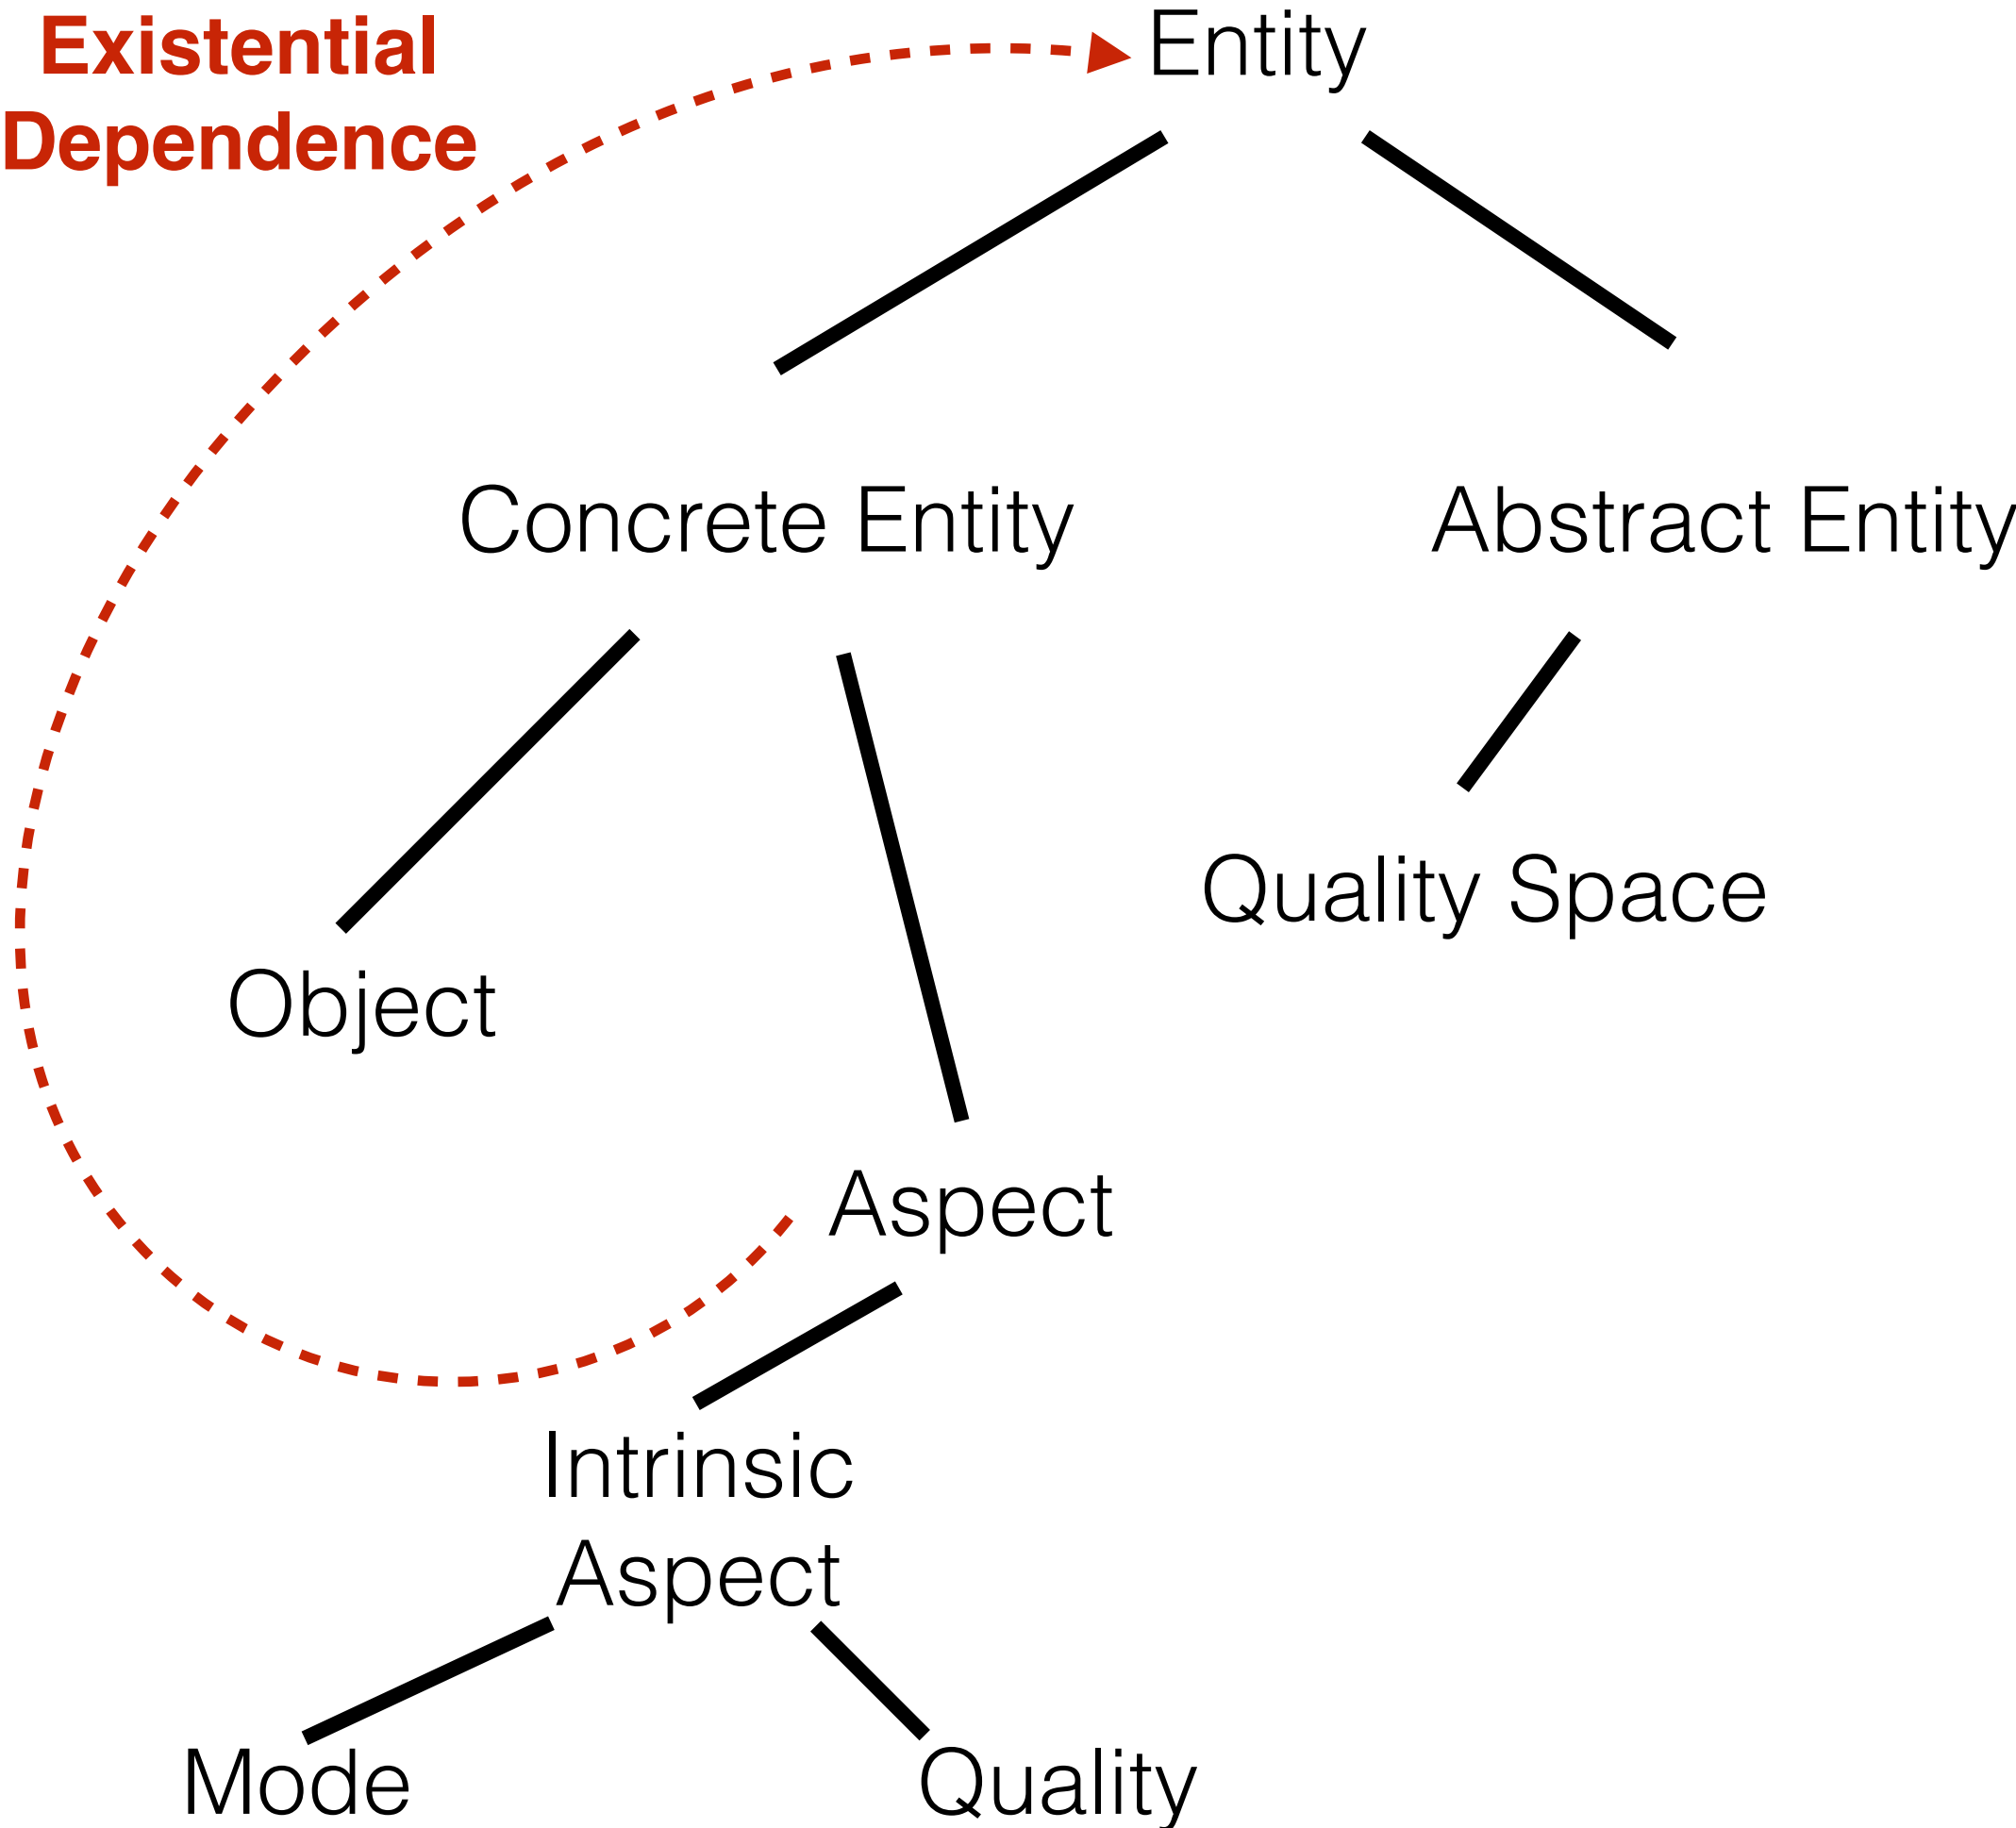 Existential
Dependence
Entity
Concrete Entity
Abstract Entity
Quality Space
Object
Aspect
Intrinsic
Aspect
Mode
Quality